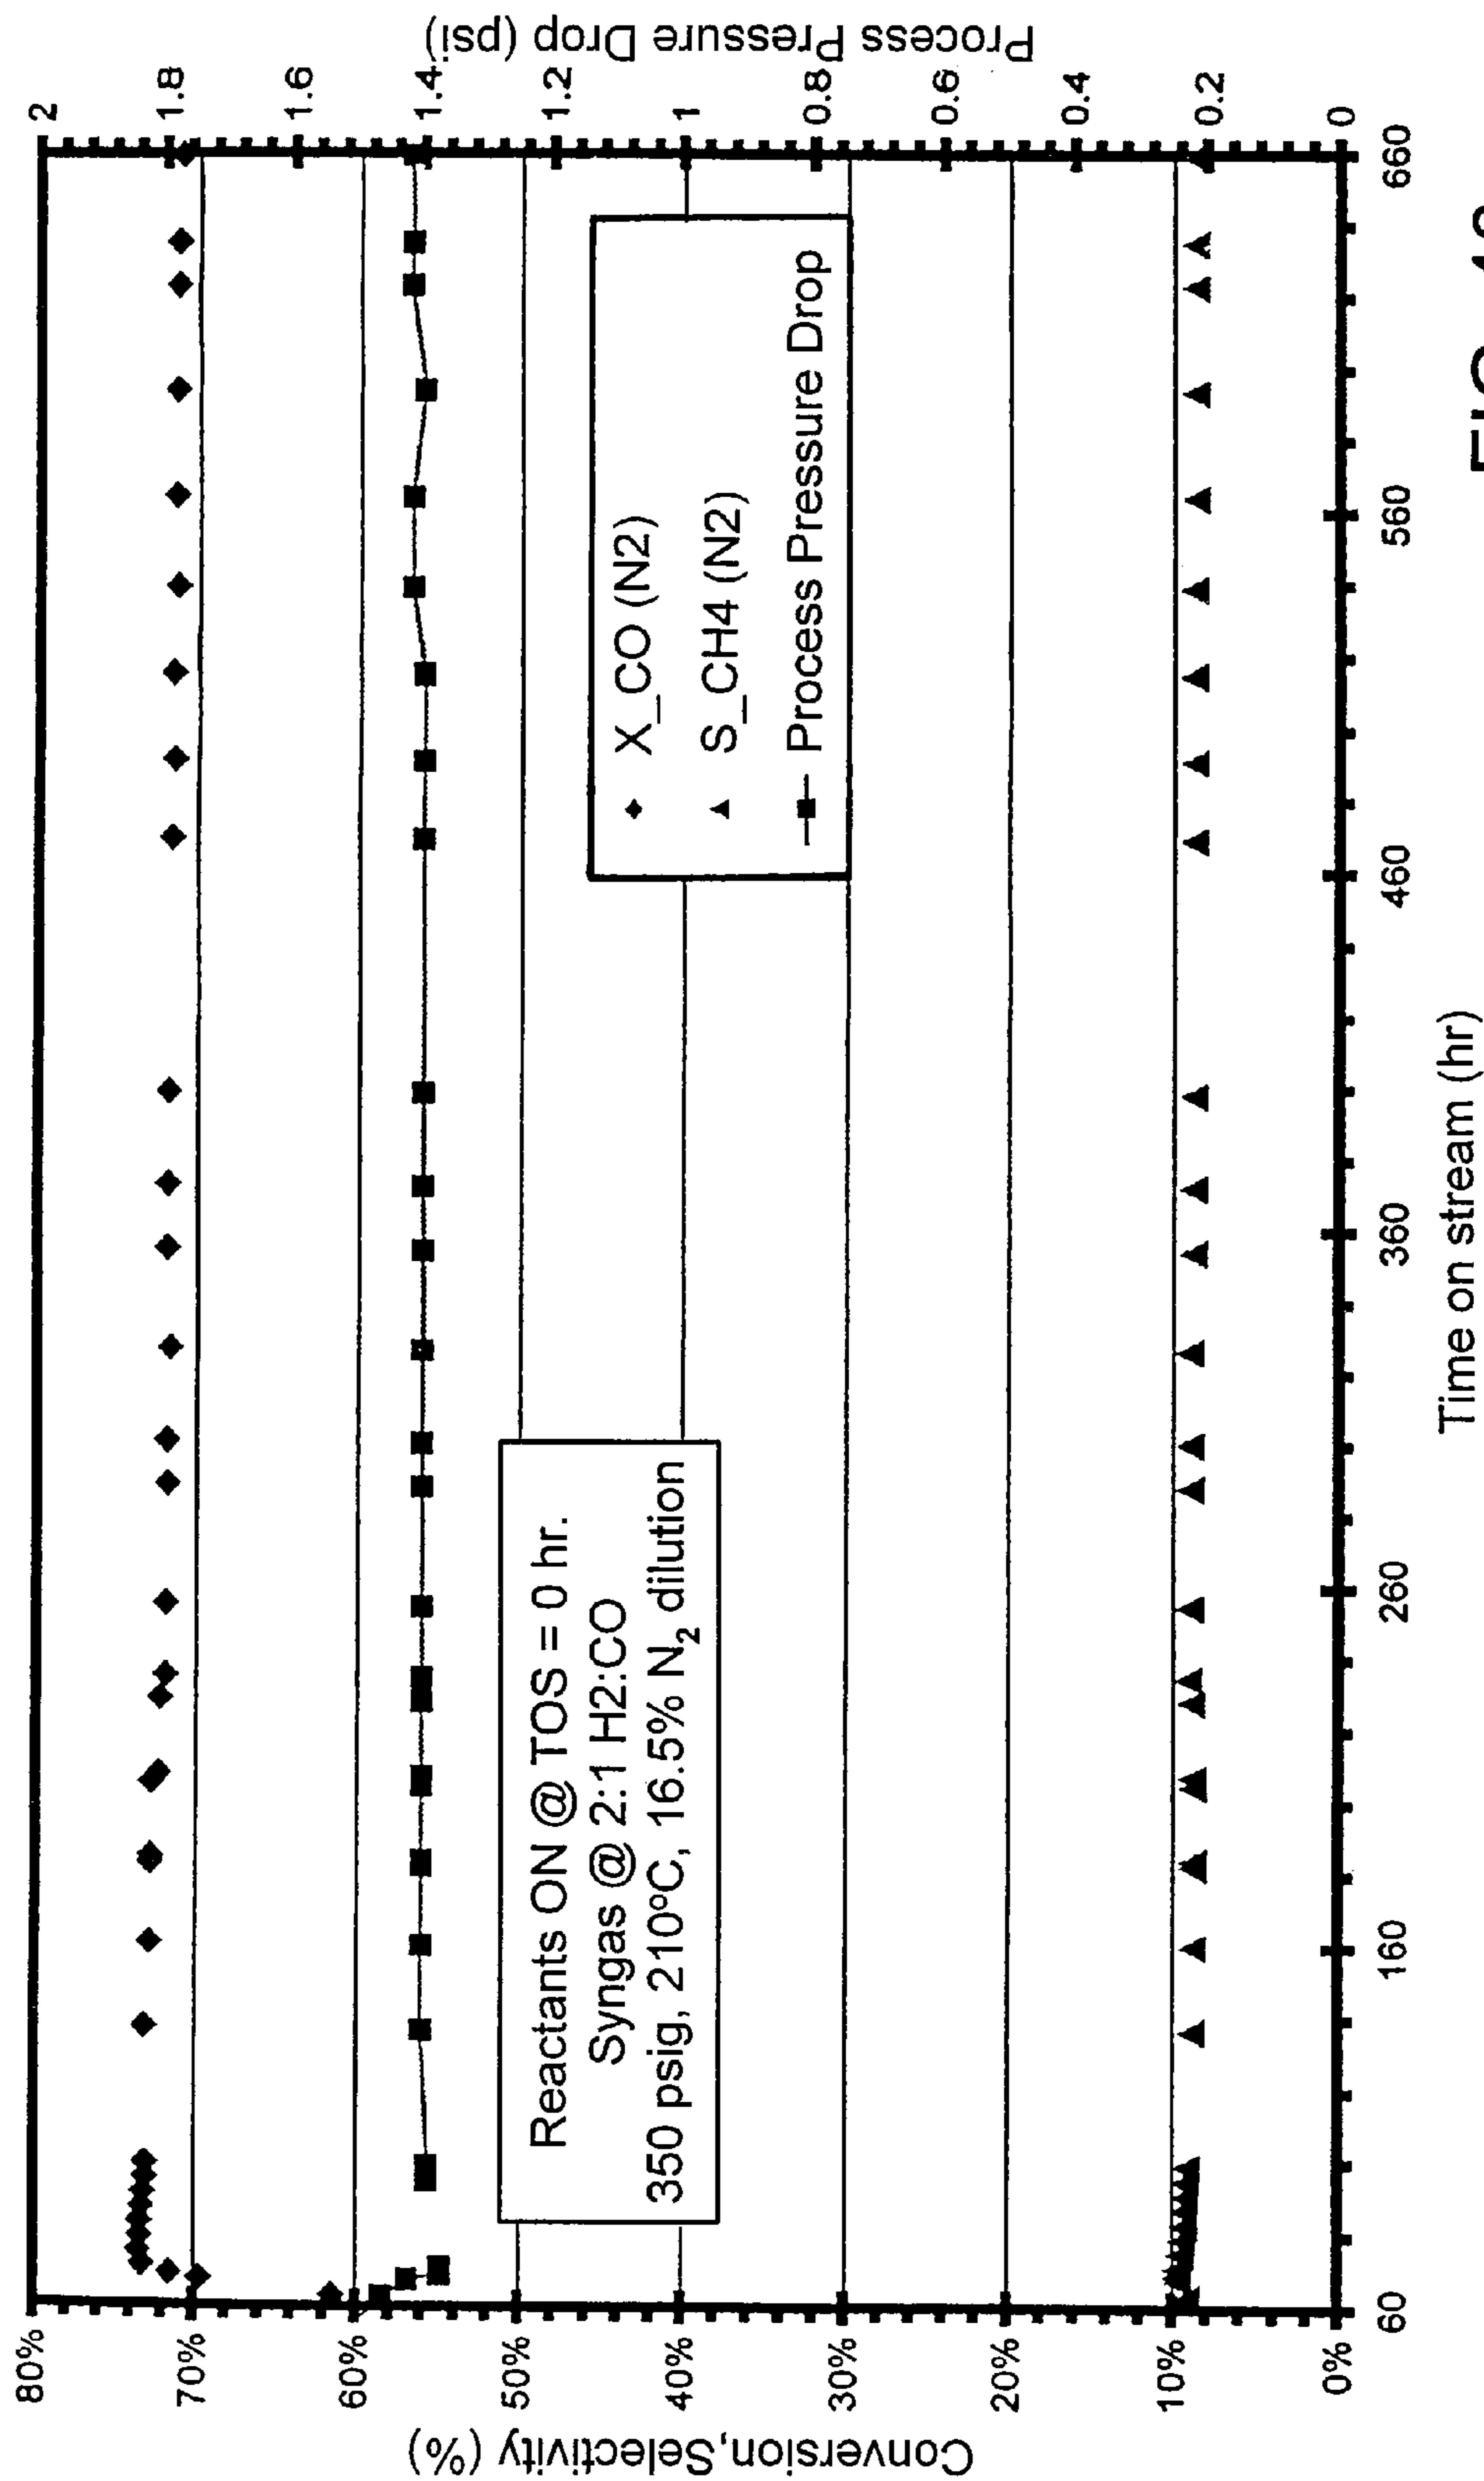 80%
70%
60%
50%
40%
30%
20%
10%
0%
Conversion, Selectivity (%)
2
1.8
1.6
1.4
1.2
1
0.8
0.6
0.4
0.2
0
Process Pressure Drop (psi)
Reactants ON @ TOS = 0 hr.
Syngas @ 2:1 H2:CO
350 psig, 210ºC, 16.5% N₂ dilution
X_CO (N2)
S_CH4 (N2)
Process Pressure Drop
60
160
260
360
460
560
660
Time on stream (hr)
FIG.